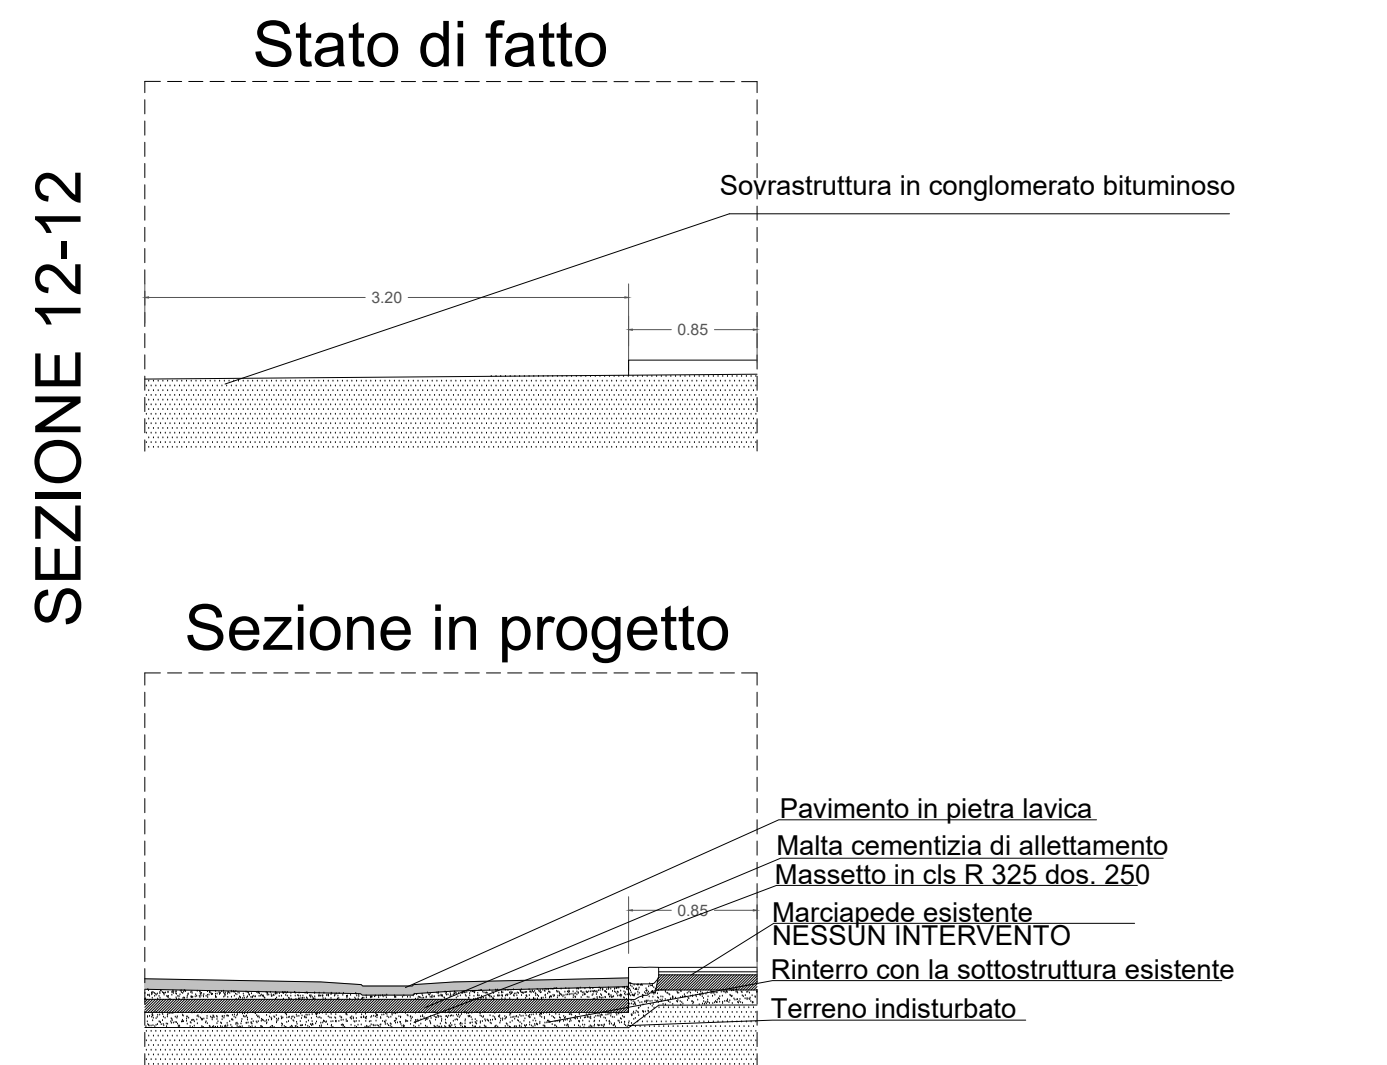 Stato di fatto
SEZIONE 12-12
Sovrastruttura in conglomerato bituminoso
3.20
0.85
Sezione in progetto
Pavimento in pietra lavica
Malta cementizia di allettamento
Massetto in cls R 325 dos. 250
0.85
Marciapede esistente
NESSUN INTERVENTO
Rinterro con la sottostruttura esistente
Terreno indisturbato